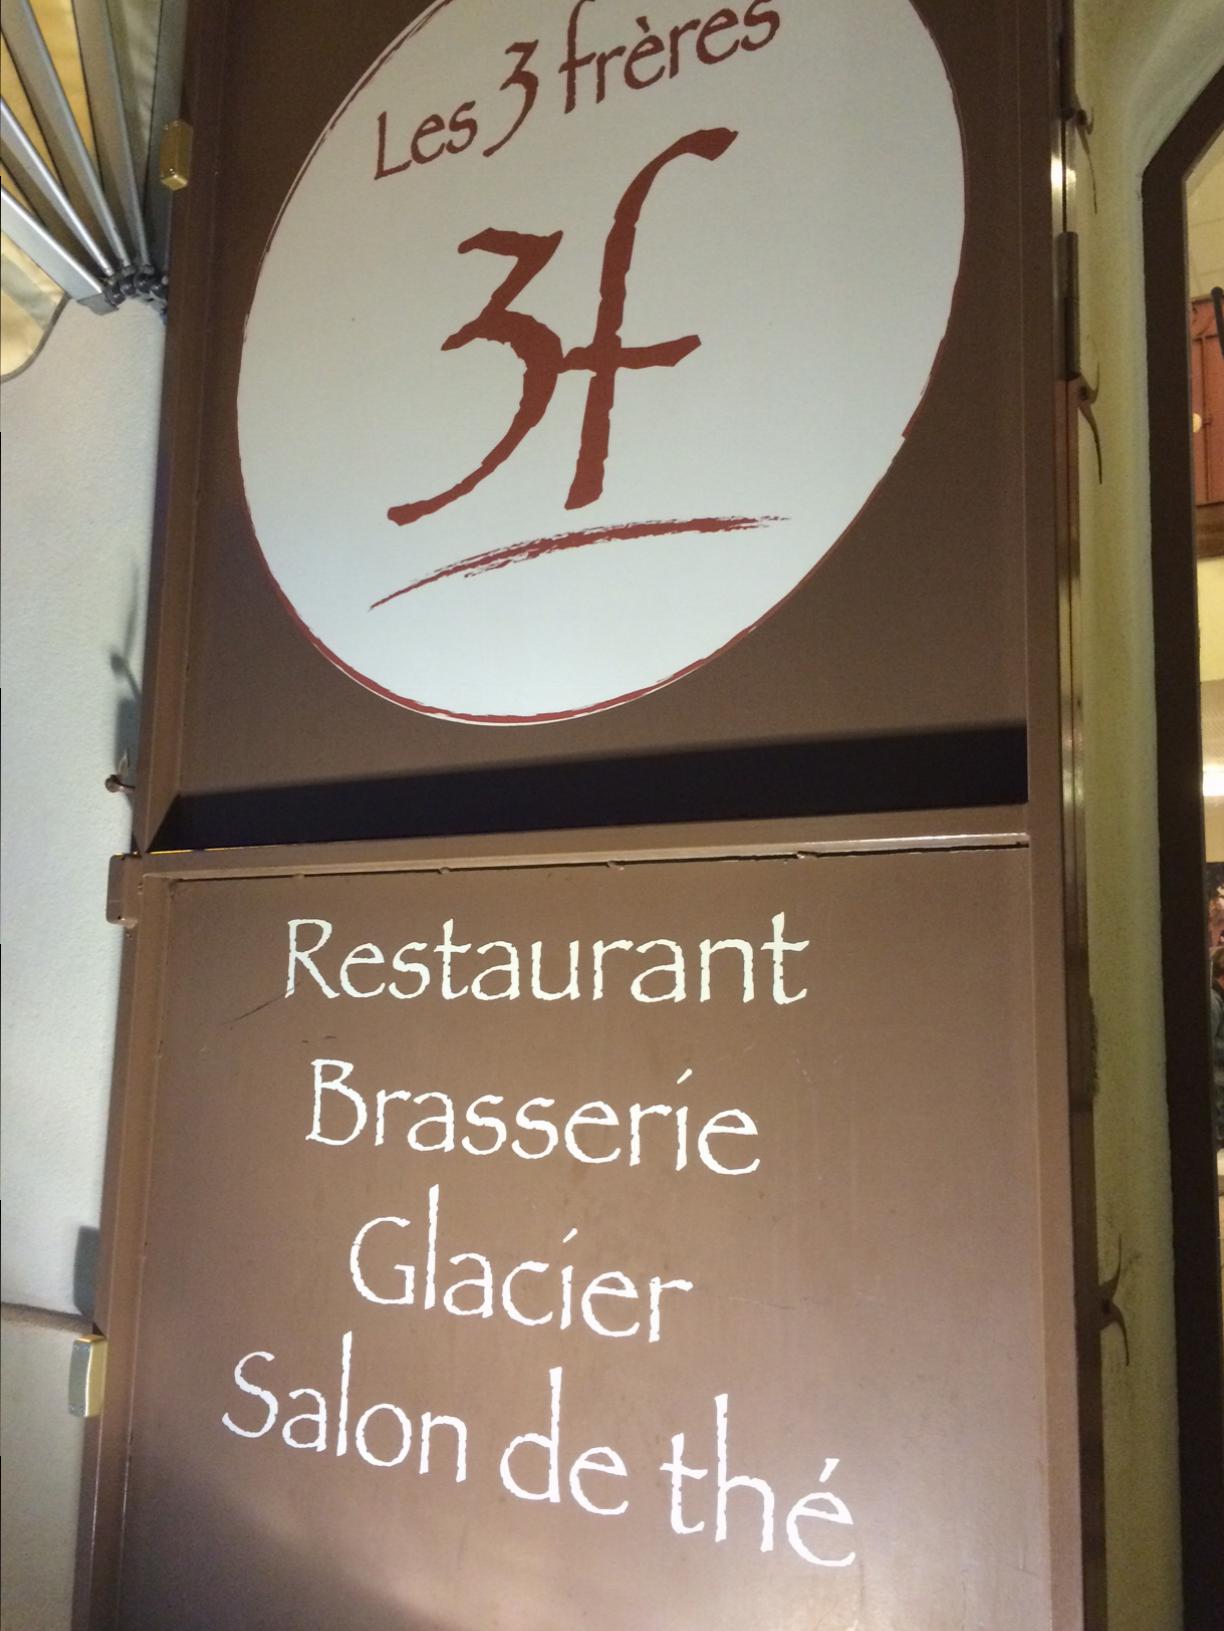 Les 3 frères
3f
Restaurant
Brasserie
Glacier
Salon de thé